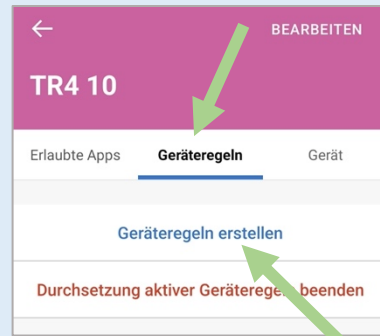 BEARBEITEN
TR4 10
Erlaubte Apps Geräteregeln Gerät
Geräteregeln erstellen
Durchsetzung aktiver Geräteregeln beenden